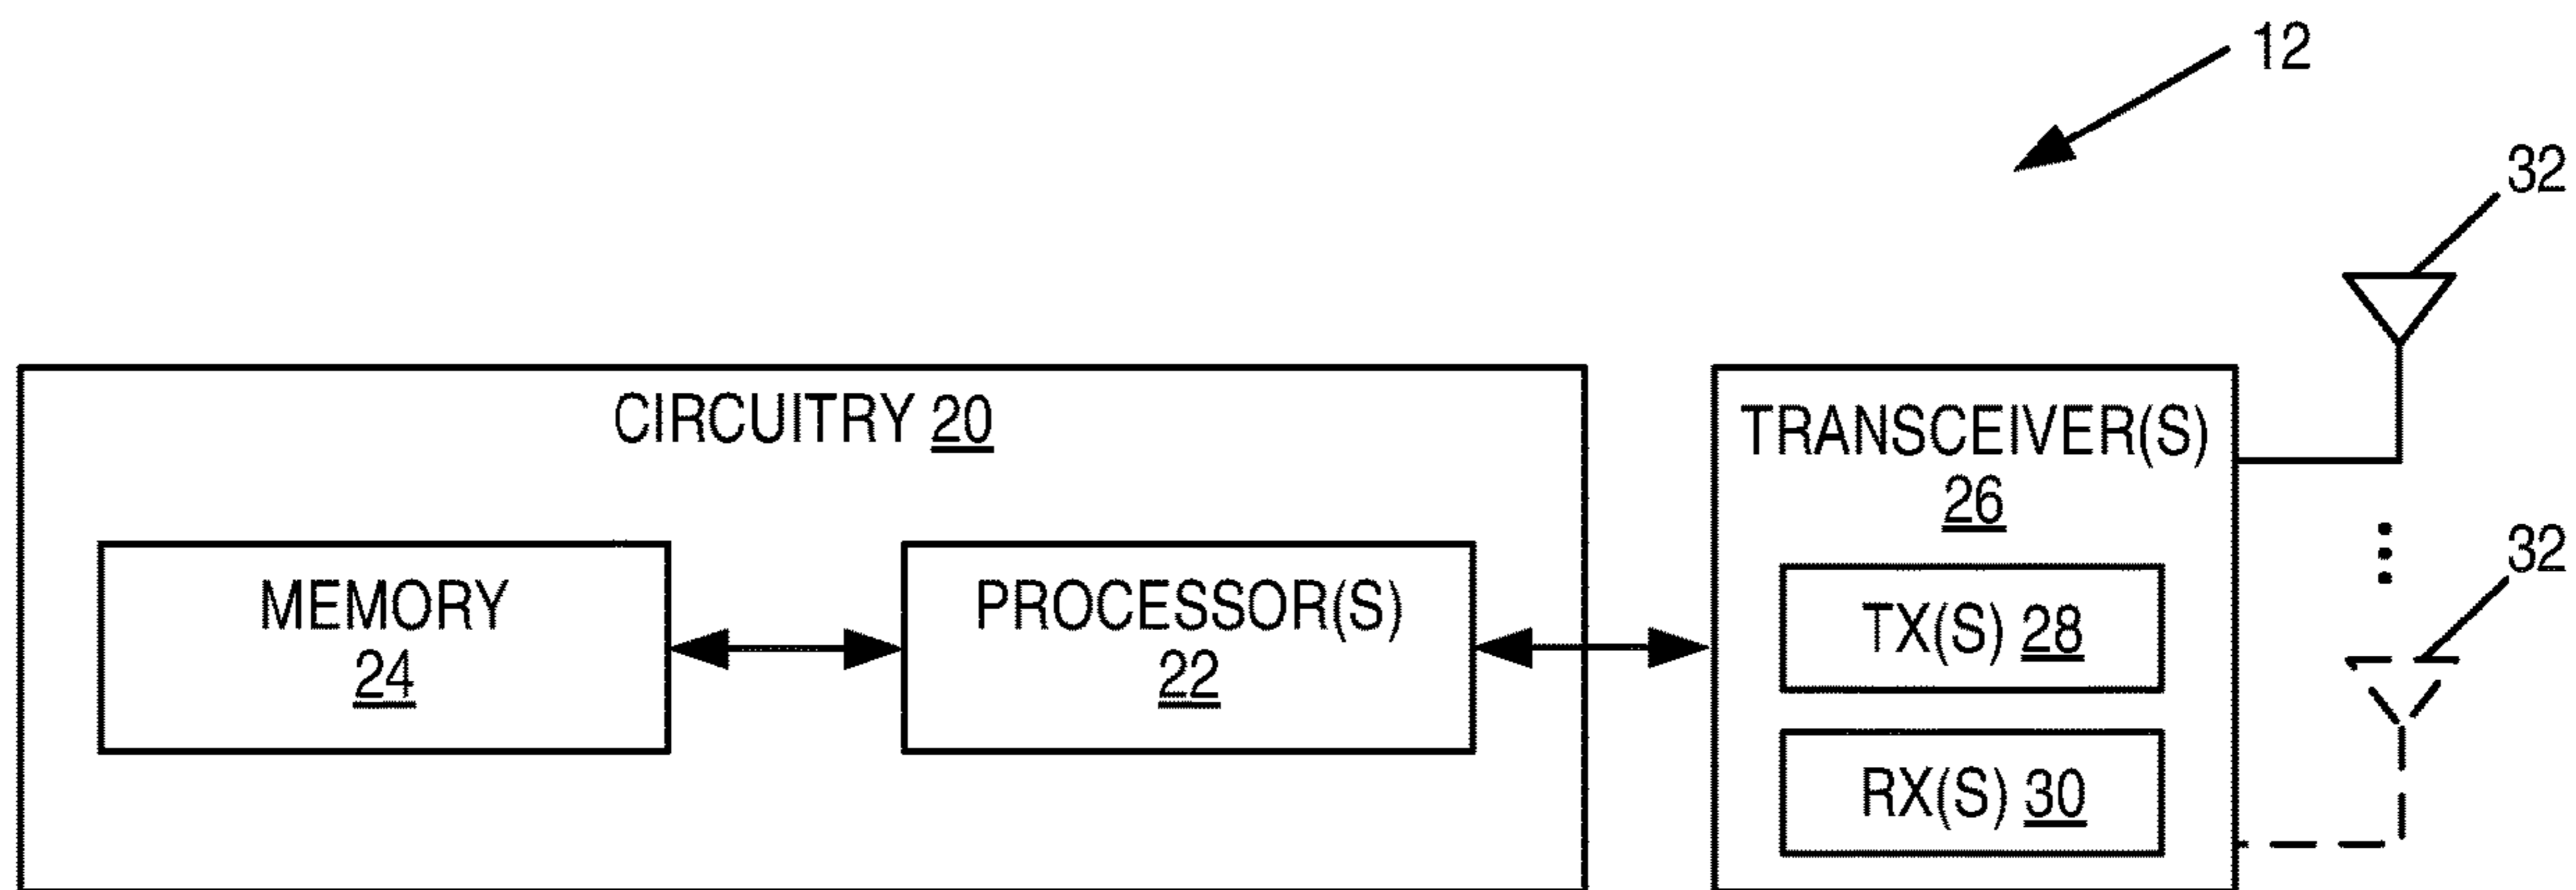 12
32
CIRCUITRY 20
TRANSCEIVER(S)
26
32
MEMORY
24
PROCESSOR(S)
22
TX(S) 28
RX(S) 30